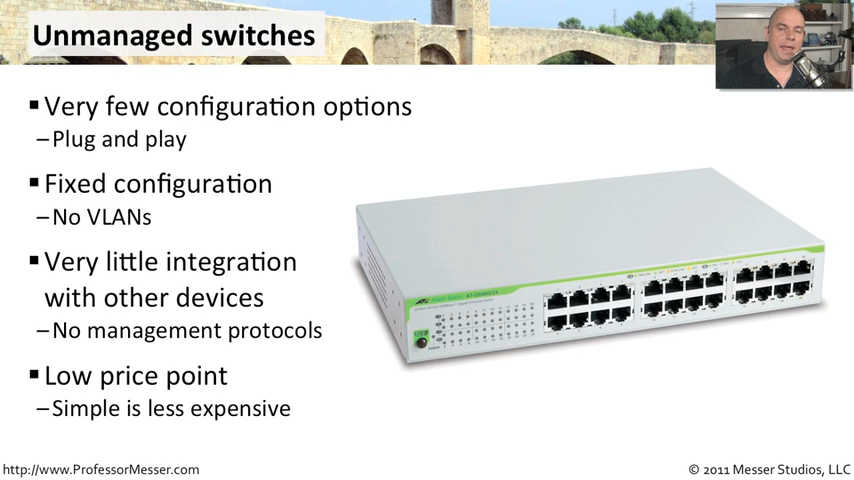 Unmanaged switches
▪Very few configuration options
–Plug and play
▪Fixed configuration
–No VLANs
▪Very little integration
with other devices
–No management protocols
▪Low price point
–Simple is less expensive
http://www.ProfessorMesser.com
© 2011 Messer Studios, LLC